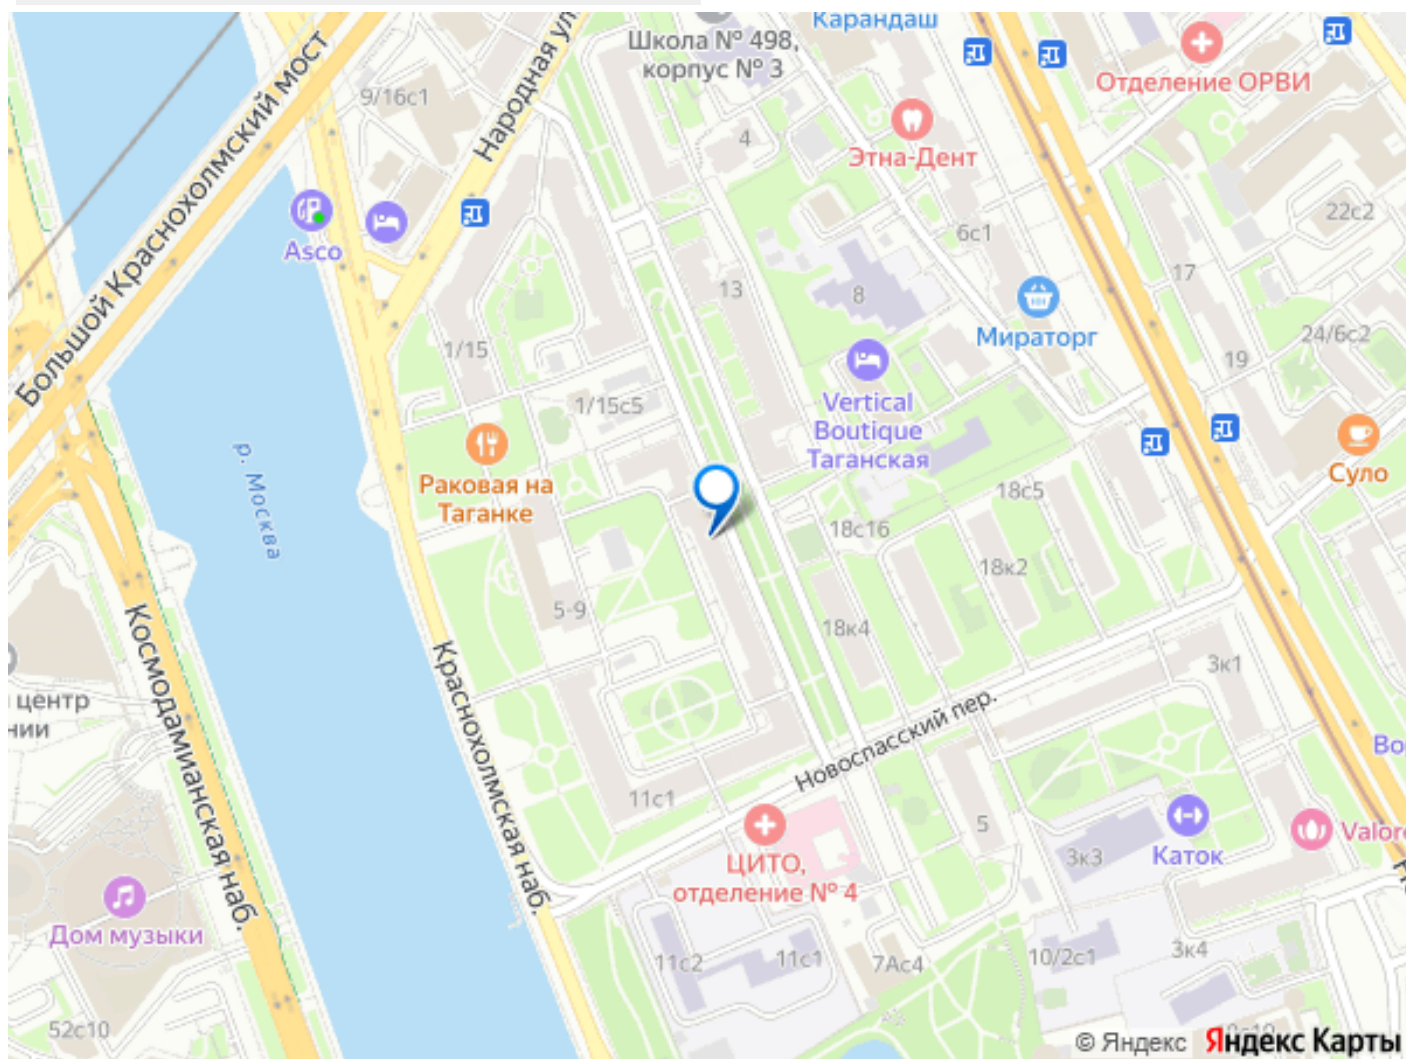 Карандаш
Школа № 498,
корпус № 3
Отделение ОРВИ
Народная ул.
Большой Краснохолмский мост
9/16с1
4
Этна-Дент
Asco
22с2
6с1
17
13
8
Мираторг
24/6с2
19
1/15
1/15с5
Vertical
Boutique
Таганская
р. Москва
Раковая на
Таганке
Суло
18с5
18с16
18к2
5-9
18к4
3к1
Космодамианская наб.
Краснохолмская наб.
центр
нии
Новоспасский пер.
11с1
5
3к3
Каток
Valor
ЦИТО,
отделение № 4
Дом музыки
11с2
11с1
7Ас4
10/2с1
3к4
52с10
© Яндекс Яндекс Карты